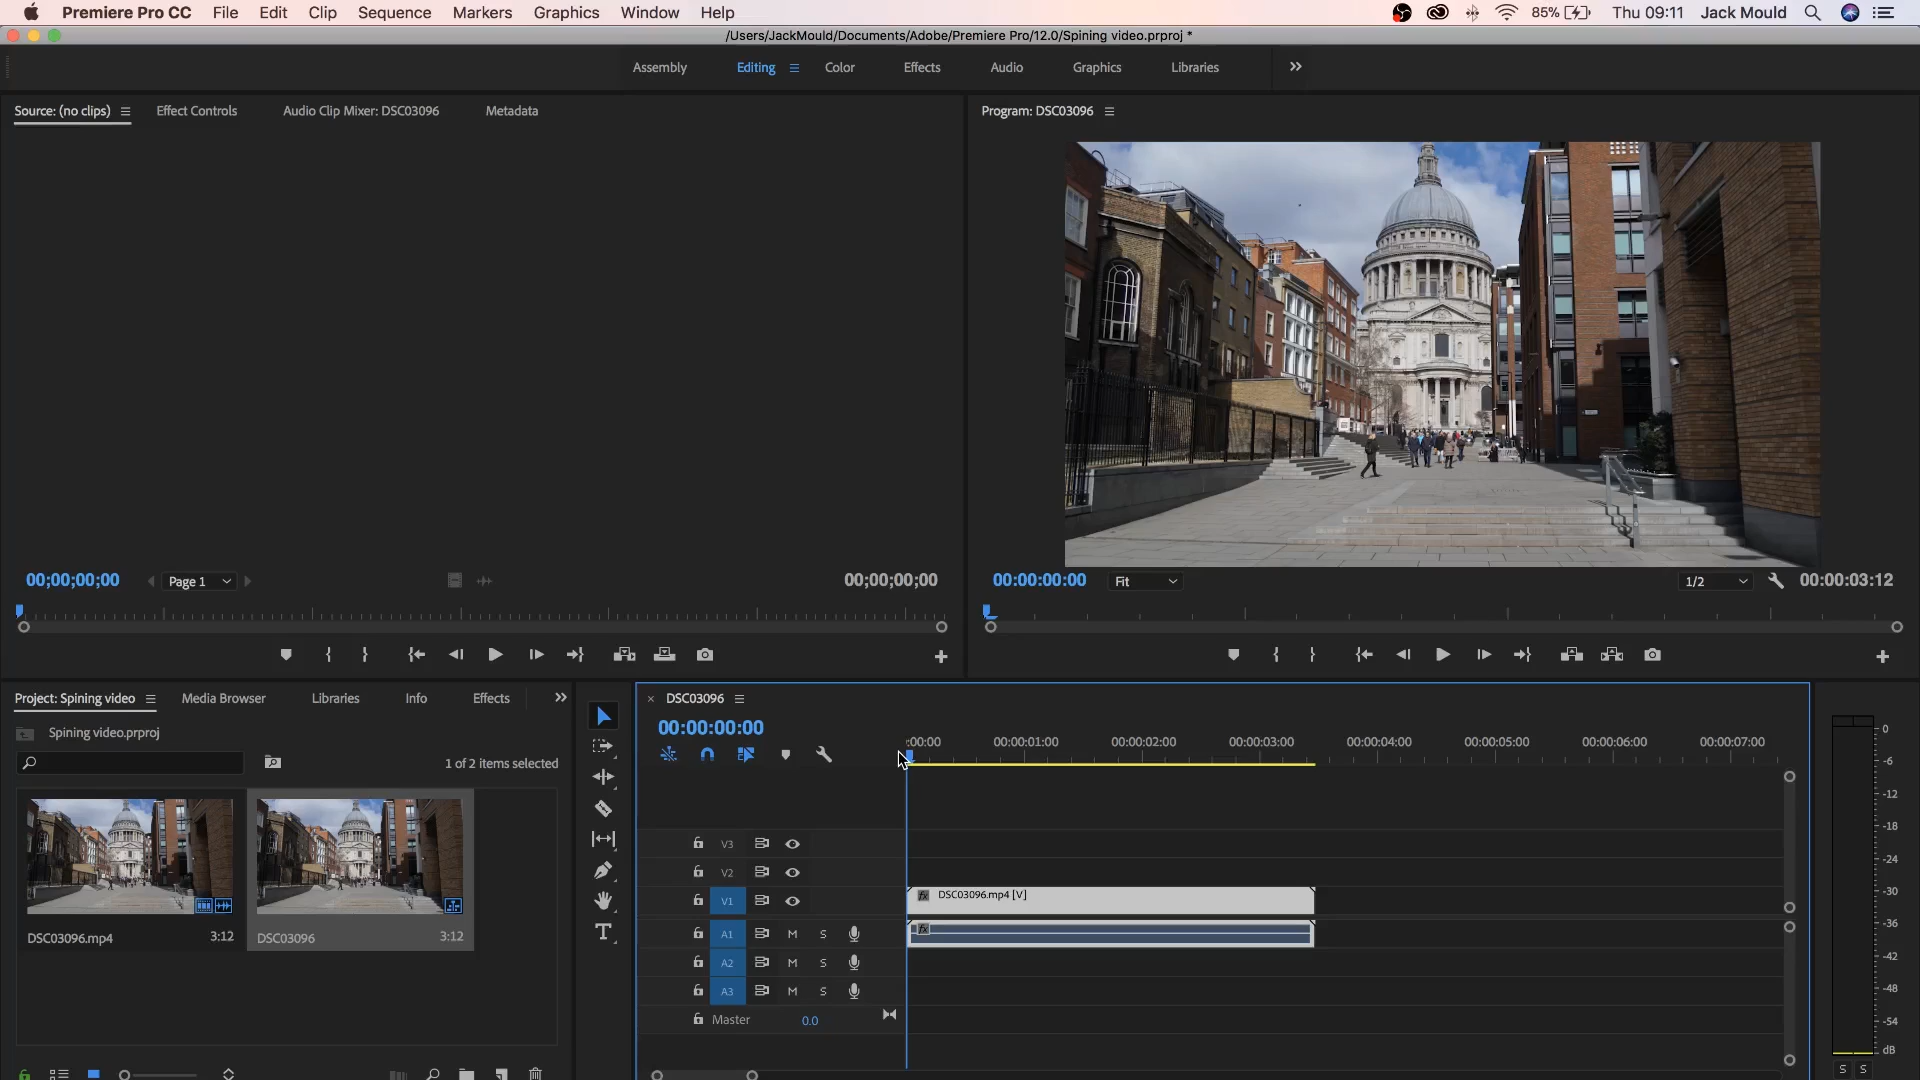 Premiere Pro CC File Edit Clip Sequence Markers Graphics Window Help 85% Thu 09:11 Jack Mould
/Users/JackMould/Documents/Adobe/Premiere Pro/12.0/Spining video.prproj *
Assembly Editing Color Effects Audio Graphics Libraries
Source: (no clips) Effect Controls Audio Clip Mixer: DSC03096 Metadata
Program: DSC03096
00;00;00;00 Page 1 00;00;00;00
00:00:00:00 Fit 1/2 00:00:03:12
Project: Spining video Media Browser Libraries Info Effects
Spining video.prproj
1 of 2 items selected
DSC03096.mp4 3:12
DSC03096 3:12
DSC03096
00:00:00:00
:00:00 00:00:01:00 00:00:02:00 00:00:03:00 00:00:04:00 00:00:05:00 00:00:06:00 00:00:07:00
V3
V2
V1 fx DSC03096.mp4 [V]
A1 M S fx
A2 M S
A3 M S
Master 0.0
0
-6
-12
-18
-24
-30
-36
-42
-48
-54
dB
S S